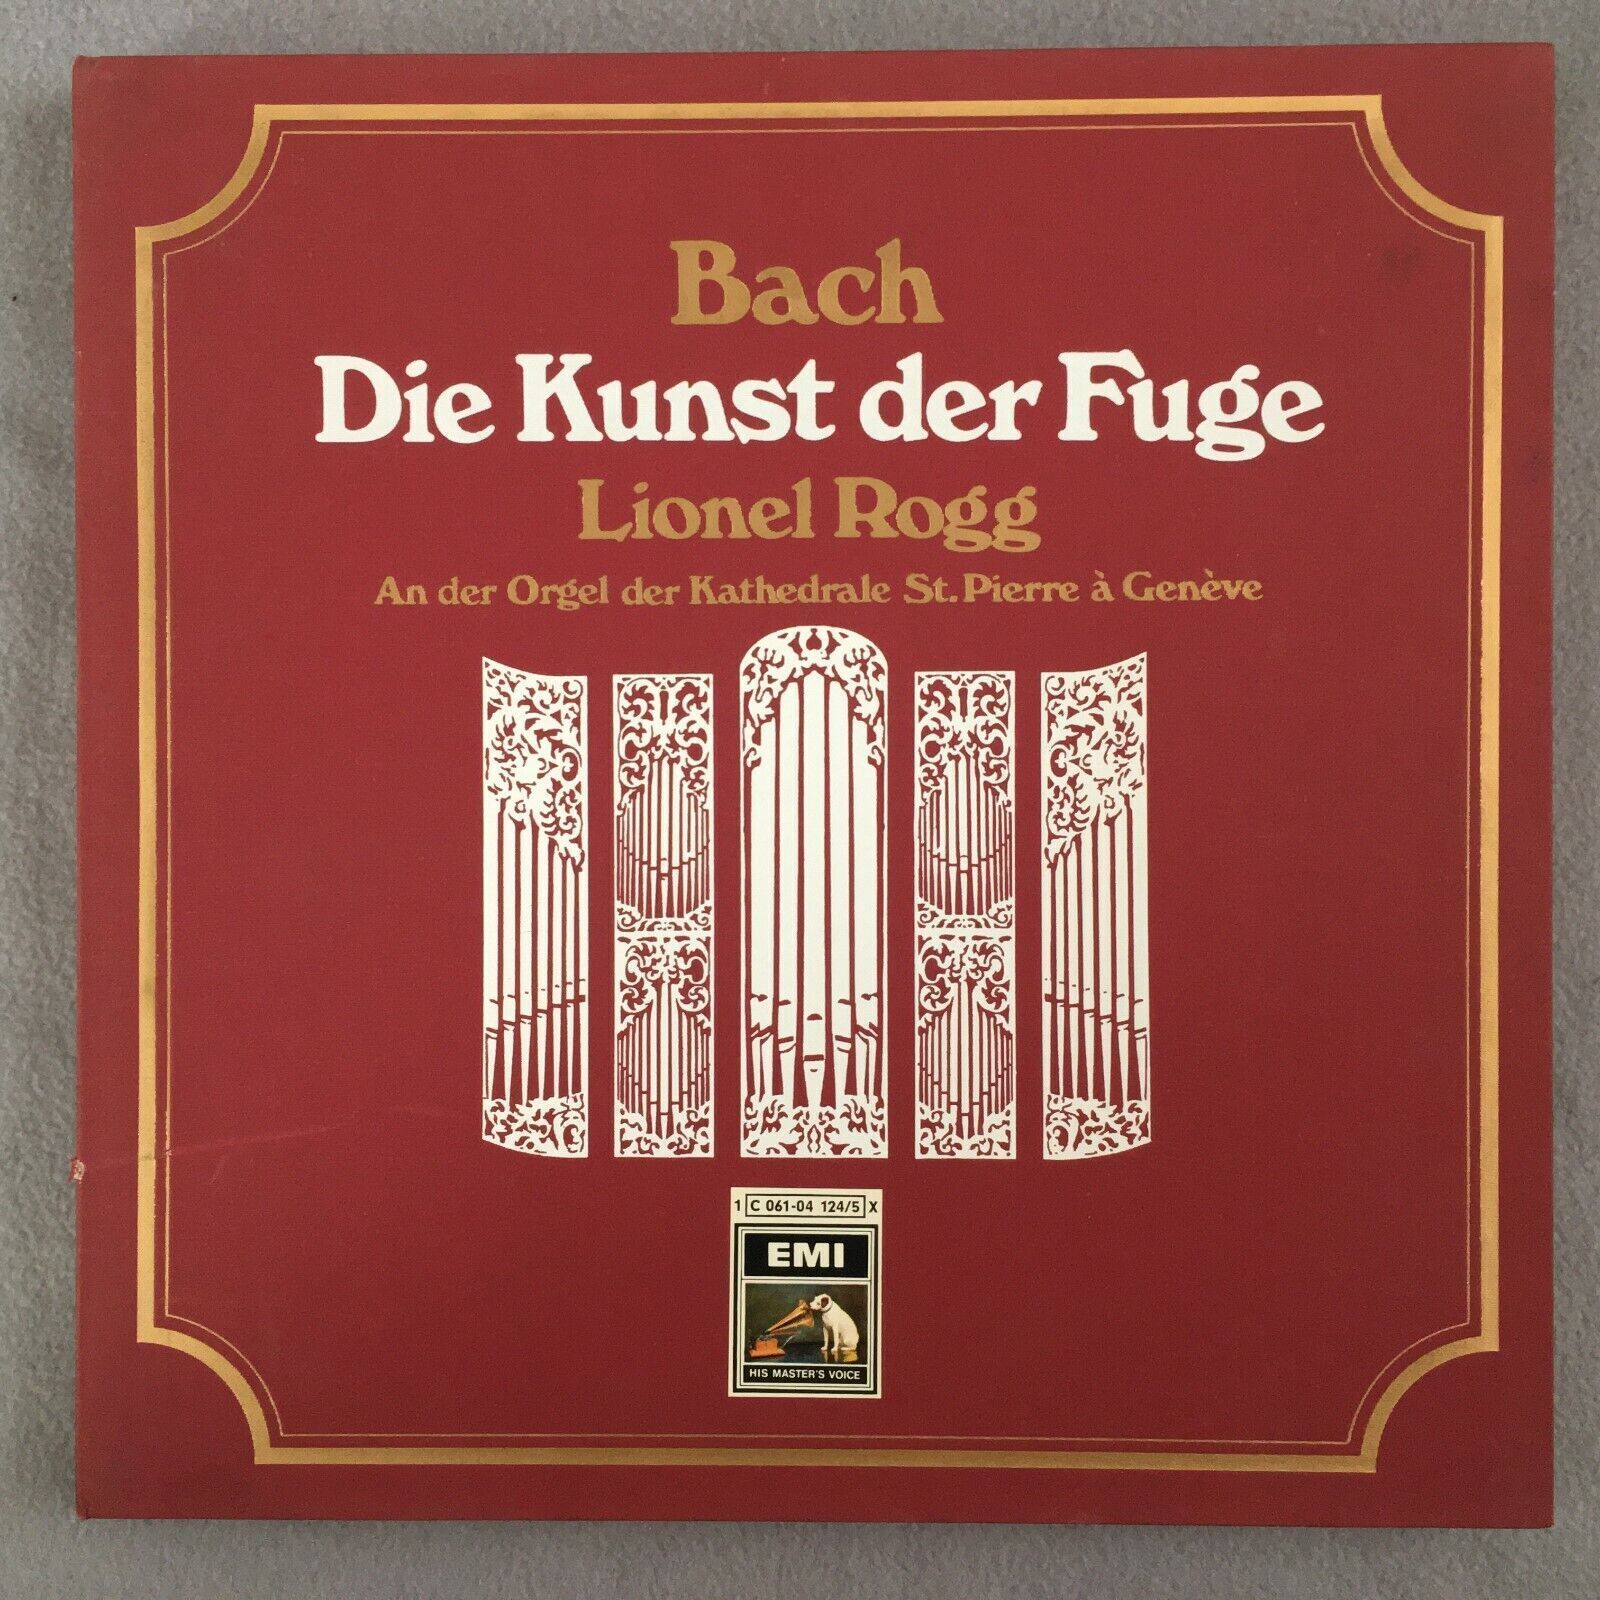 Bach
Die Kunst der Fuge
Lionel Rogg
An der Orgel der Kathedrale St. Pierre à Genève
1 C 061-04 124/5 X
EMI
HIS MASTER'S VOICE